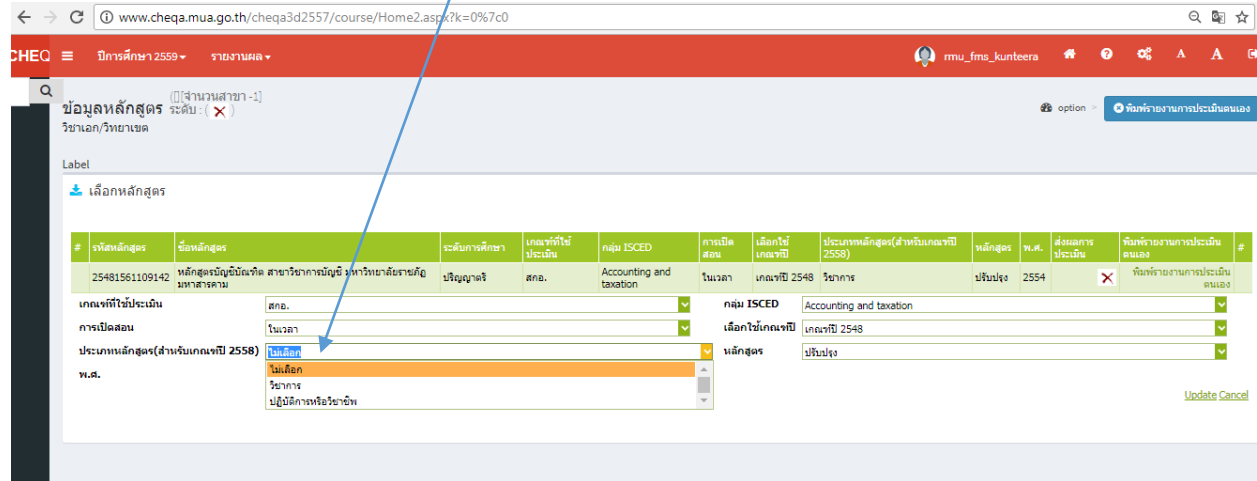 www.cheqa.mua.go.th/cheqa3d2557/course/Home2.aspx?k=0%7c0
CHEQ ปีการศึกษา 2559 รายงานผล rmu_fms_kunteera A A
ข้อมูลหลักสูตร ระดับ : ( ) ([][จำนวนสาขา -1]
option > พิมพ์รายงานการประเมินตนเอง
วิชาเอก/วิทยาเขต
Label
เลือกหลักสูตร
# รหัสหลักสูตร ชื่อหลักสูตร ระดับการศึกษา เกณฑ์ที่ใช้ประเมิน กลุ่ม ISCED การเปิดสอน เลือกใช้เกณฑ์ปี ประเภทหลักสูตร(สำหรับเกณฑ์ปี 2558) หลักสูตร พ.ศ. ส่งผลการประเมิน พิมพ์รายงานการประเมินตนเอง #
25481561109142 หลักสูตรบัญชีบัณฑิต สาขาวิชาการบัญชี มหาวิทยาลัยราชภัฏมหาสารคาม ปริญญาตรี สกอ. Accounting and taxation ในเวลา เกณฑ์ปี 2548 วิชาการ ปรับปรุง 2554 พิมพ์รายงานการประเมินตนเอง
เกณฑ์ที่ใช้ประเมิน สกอ. กลุ่ม ISCED Accounting and taxation
การเปิดสอน ในเวลา เลือกใช้เกณฑ์ปี เกณฑ์ปี 2548
ประเภทหลักสูตร(สำหรับเกณฑ์ปี 2558) ไม่เลือก หลักสูตร ปรับปรุง
พ.ศ. ไม่เลือก
วิชาการ
ปฏิบัติการหรือวิชาชีพ
Update Cancel